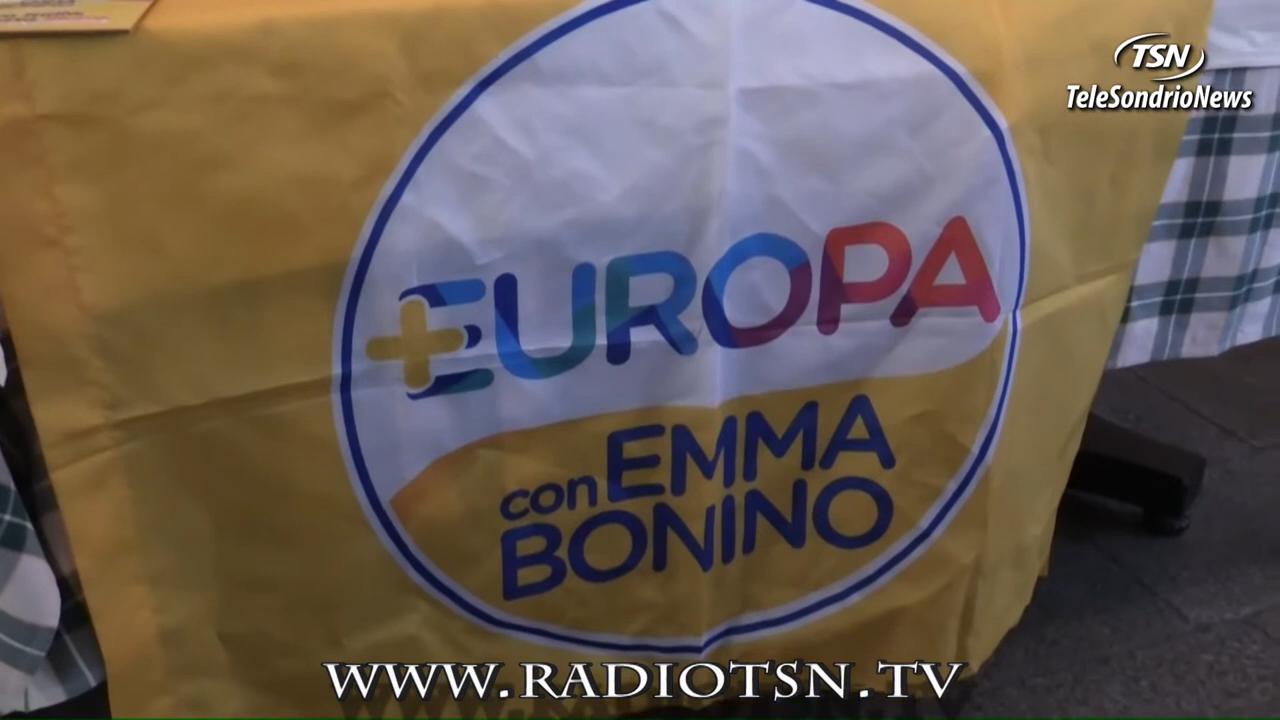 TSN
TeleSondrioNews
+EUROPA
con EMMA
BONINO
WWW.RADIOTSN.TV